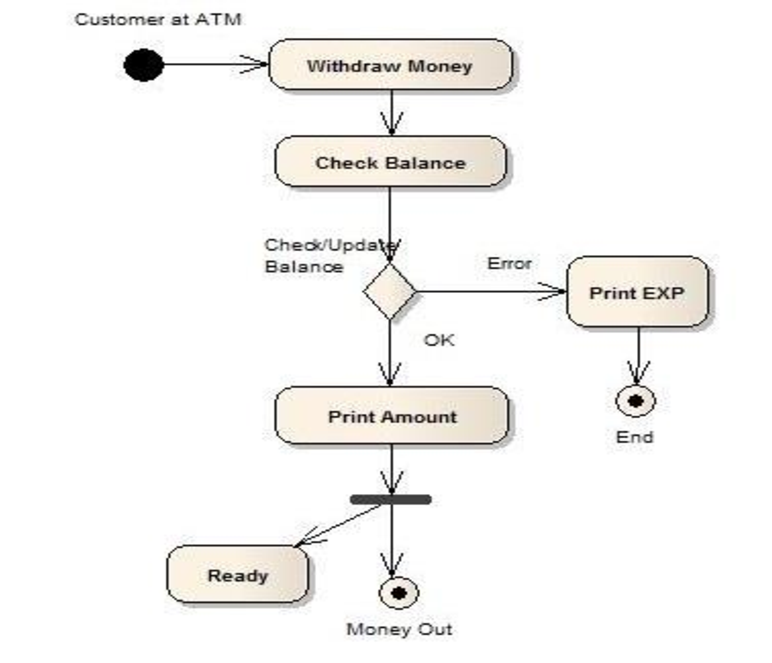 Customer at ATM
Withdraw Money
Check Balance
Check/Update
Balance
Error
Print EXP
OK
Print Amount
End
Ready
Money Out